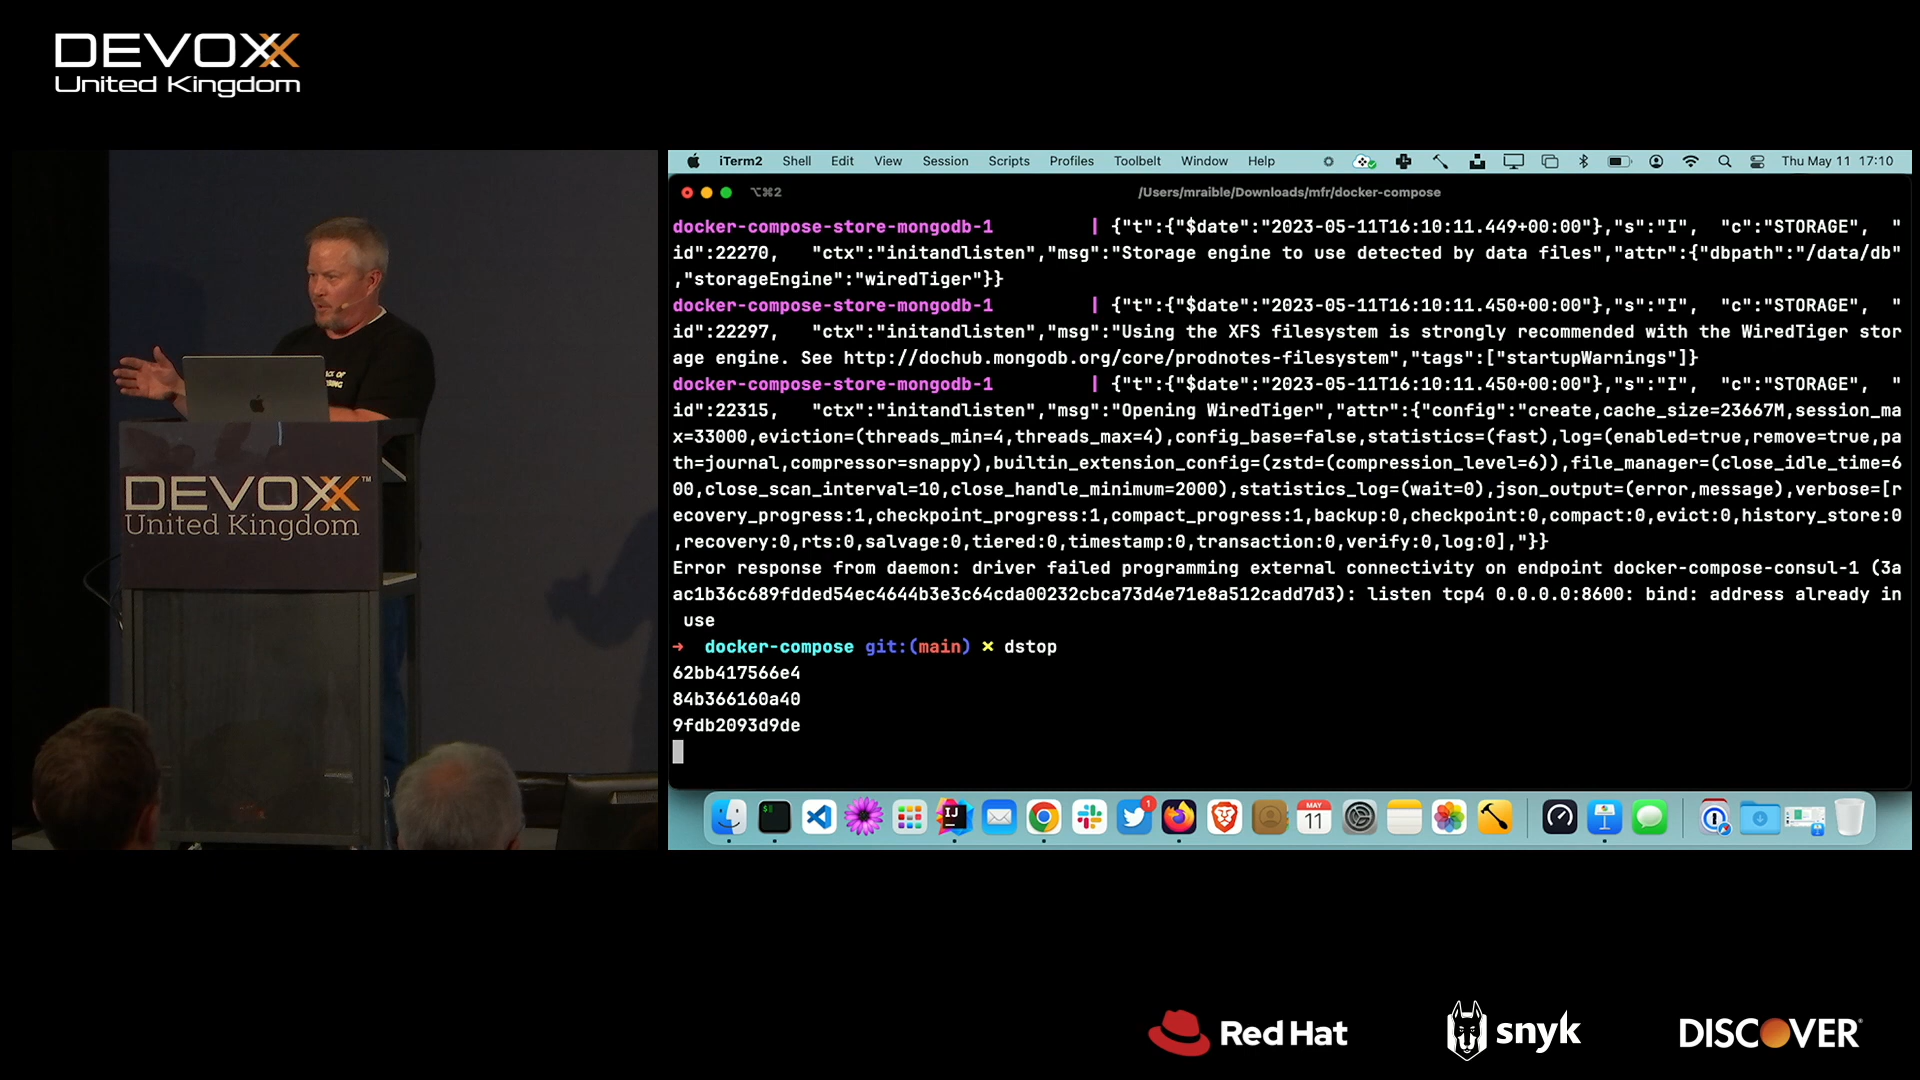 DEVOXX
United Kingdom
iTerm2 Shell Edit View Session Scripts Profiles Toolbelt Window Help Thu May 11 17:10
⌥⌘2 /Users/mraible/Downloads/mfr/docker-compose
docker-compose-store-mongodb-1 | {"t":{"$date":"2023-05-11T16:10:11.449+00:00"},"s":"I", "c":"STORAGE", "
id":22270, "ctx":"initandlisten","msg":"Storage engine to use detected by data files","attr":{"dbpath":"/data/db"
,"storageEngine":"wiredTiger"}}
docker-compose-store-mongodb-1 | {"t":{"$date":"2023-05-11T16:10:11.450+00:00"},"s":"I", "c":"STORAGE", "
id":22297, "ctx":"initandlisten","msg":"Using the XFS filesystem is strongly recommended with the WiredTiger stor
age engine. See http://dochub.mongodb.org/core/prodnotes-filesystem","tags":["startupWarnings"]}
docker-compose-store-mongodb-1 | {"t":{"$date":"2023-05-11T16:10:11.450+00:00"},"s":"I", "c":"STORAGE", "
id":22315, "ctx":"initandlisten","msg":"Opening WiredTiger","attr":{"config":"create,cache_size=23667M,session_ma
x=33000,eviction=(threads_min=4,threads_max=4),config_base=false,statistics=(fast),log=(enabled=true,remove=true,pa
th=journal,compressor=snappy),builtin_extension_config=(zstd=(compression_level=6)),file_manager=(close_idle_time=6
00,close_scan_interval=10,close_handle_minimum=2000),statistics_log=(wait=0),json_output=(error,message),verbose=[r
ecovery_progress:1,checkpoint_progress:1,compact_progress:1,backup:0,checkpoint:0,compact:0,evict:0,history_store:0
,recovery:0,rts:0,salvage:0,tiered:0,timestamp:0,transaction:0,verify:0,log:0],"}}
Error response from daemon: driver failed programming external connectivity on endpoint docker-compose-consul-1 (3a
ac1b36c689fdded54ec4644b3e3c64cda00232cbca73d4e71e8a512cadd7d3): listen tcp4 0.0.0.0:8600: bind: address already in
use
➜ docker-compose git:(main) ✗ dstop
62bb417566e4
84b366160a40
9fdb2093d9de
DEVOXX™
United Kingdom
IJ
1
MAY
11
Red Hat
snyk
DISCOVER